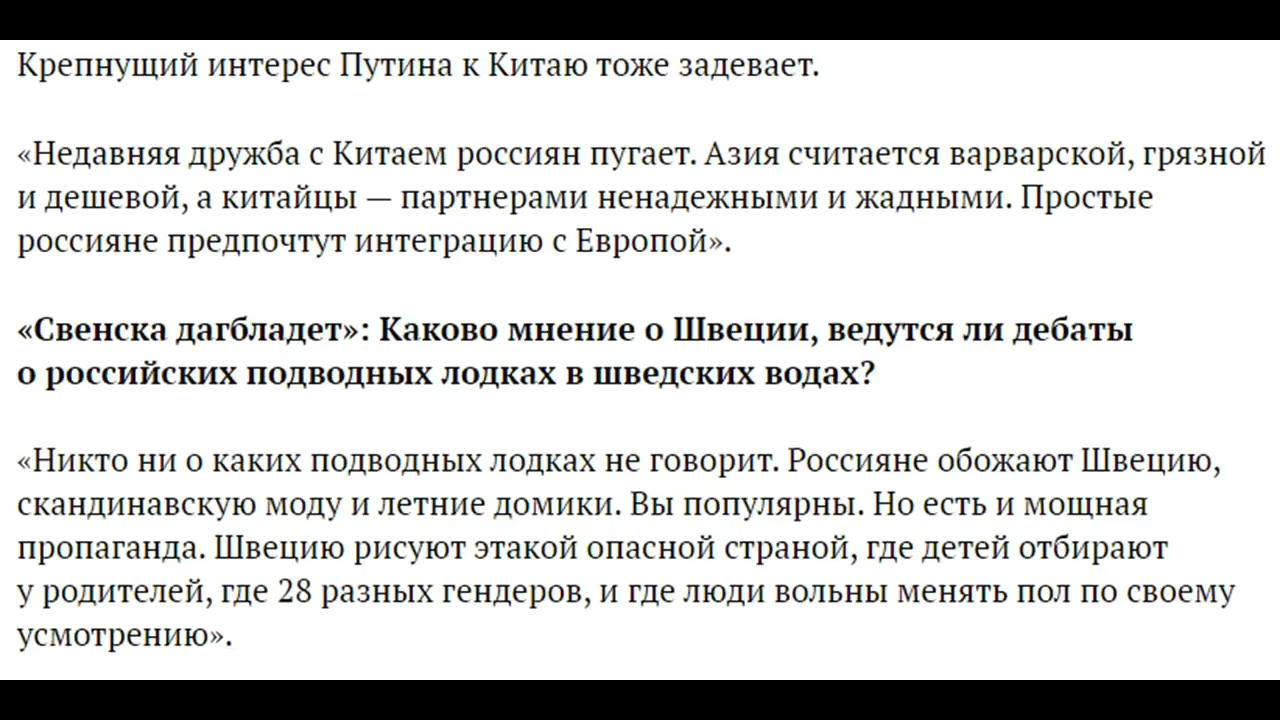 Крепнущий интерес Путина к Китаю тоже задевает.
«Недавняя дружба с Китаем россиян пугает. Азия считается варварской, грязной
и дешевой, а китайцы — партнерами ненадежными и жадными. Простые
россияне предпочтут интеграцию с Европой».
«Свенска дагбладет»: Каково мнение о Швеции, ведутся ли дебаты
о российских подводных лодках в шведских водах?
«Никто ни о каких подводных лодках не говорит. Россияне обожают Швецию,
скандинавскую моду и летние домики. Вы популярны. Но есть и мощная
пропаганда. Швецию рисуют этакой опасной страной, где детей отбирают
у родителей, где 28 разных гендеров, и где люди вольны менять пол по своему
усмотрению».